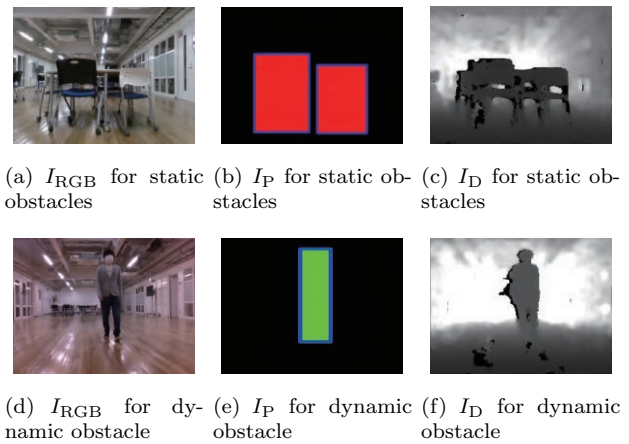 (a) I_RGB for static obstacles
(b) I_P for static ob-
stacles
(c) I_D for static ob-
stacles
(d) I_RGB for dy-
namic obstacle
(e) I_P for dynamic
obstacle
(f) I_D for dynamic
obstacle